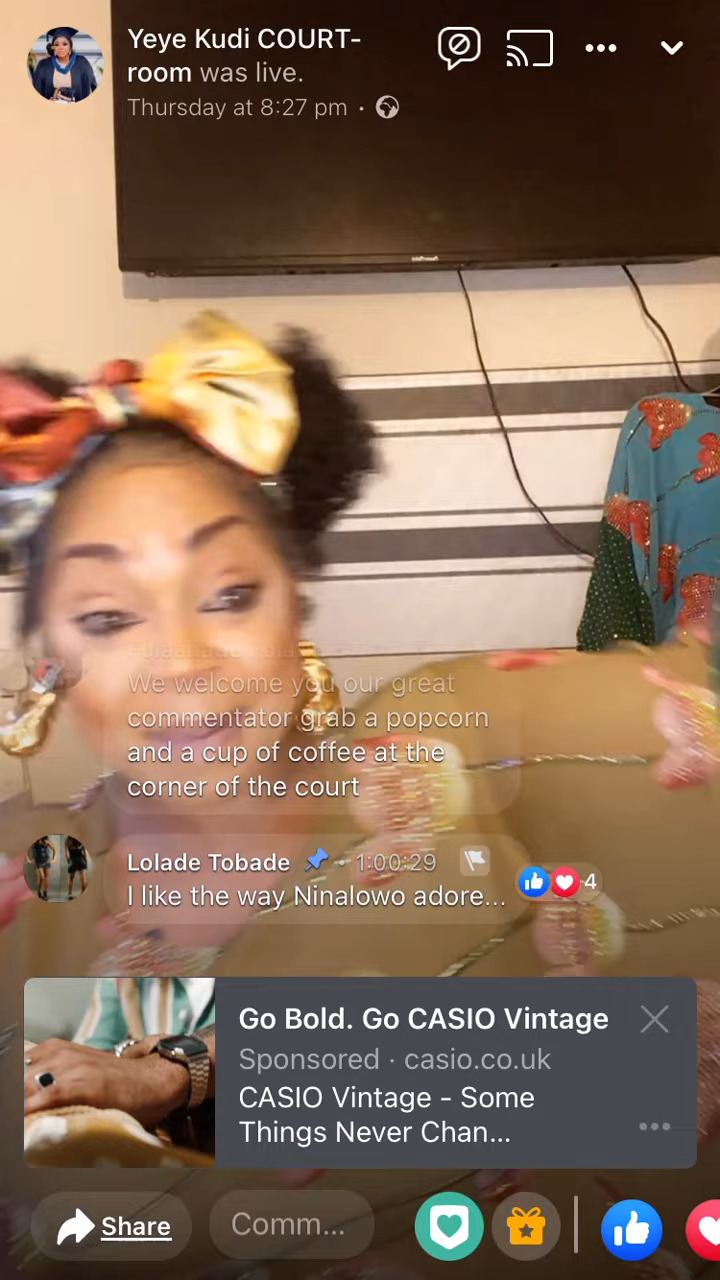 Yeye Kudi COURT-
room was live.
Thursday at 8:27 pm ·
We welcome you our great
commentator grab a popcorn
and a cup of coffee at the
corner of the court
Lolade Tobade - 1:00:29
I like the way Ninalowo adore...
4
Go Bold. Go CASIO Vintage
Sponsored · casio.co.uk
CASIO Vintage - Some
Things Never Chan...
Share
Comm...